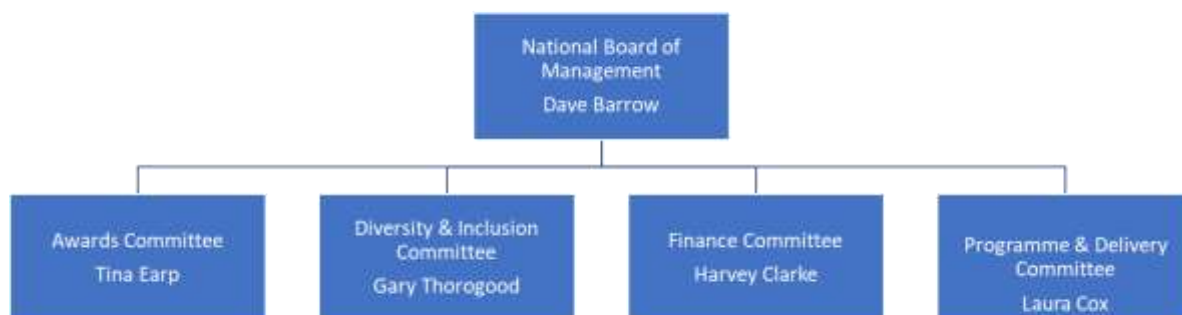 National Board of
Management
Dave Barrow
Awards Committee
Tina Earp
Diversity & Inclusion
Committee
Gary Thorogood
Finance Committee
Harvey Clarke
Programme & Delivery
Committee
Laura Cox